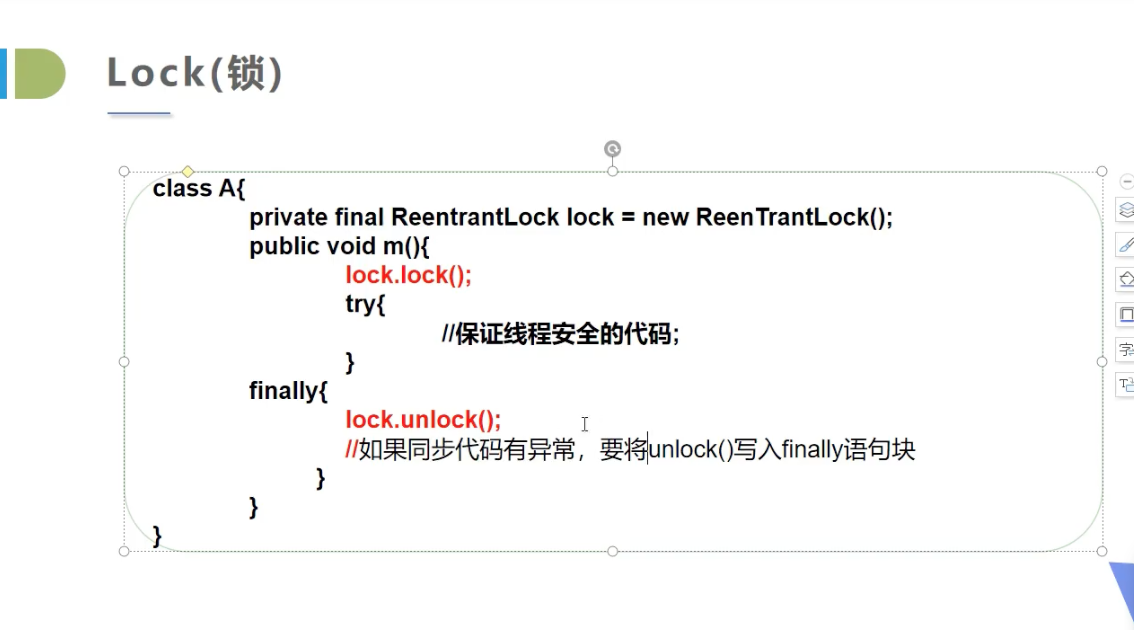 Lock(锁)
class A{
private final ReentrantLock lock = new ReenTrantLock();
public void m(){
lock.lock();
try{
//保证线程安全的代码;
}
finally{
lock.unlock();
//如果同步代码有异常，要将unlock()写入finally语句块
}
}
}